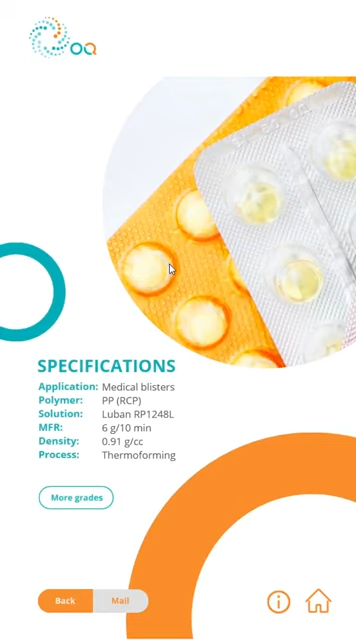 OQ
SPECIFICATIONS
Application: Medical blisters
Polymer: PP (RCP)
Solution: Luban RP1248L
MFR: 6 g/10 min
Density: 0.91 g/cc
Process: Thermoforming
More grades
Back Mail